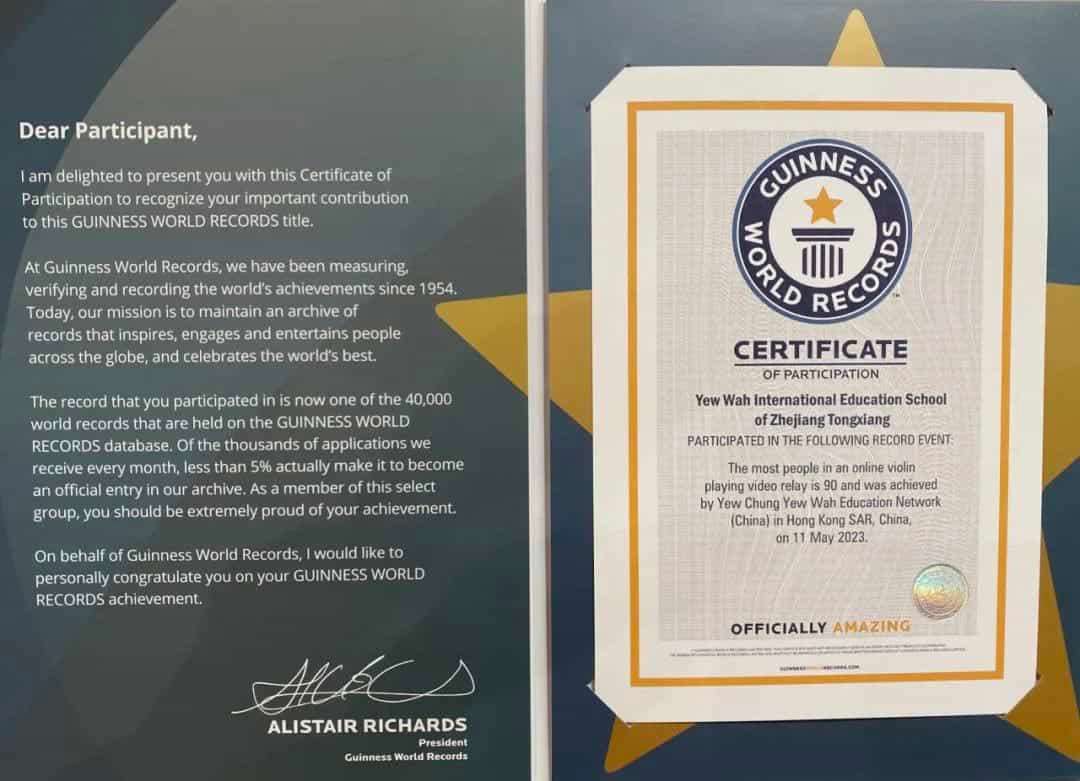 Dear Participant,
I am delighted to present you with this Certificate of
Participation to recognize your important contribution
to this GUINNESS WORLD RECORDS title.
At Guinness World Records, we have been measuring,
verifying and recording the world's achievements since 1954.
Today, our mission is to maintain an archive of
records that inspires, engages and entertains people
across the globe, and celebrates the world's best.
The record that you participated in is now one of the 40,000
world records that are held on the GUINNESS WORLD
RECORDS database. Of the thousands of applications we
receive every month, less than 5% actually make it to become
an official entry in our archive. As a member of this select
group, you should be extremely proud of your achievement.
On behalf of Guinness World Records, I would like to
personally congratulate you on your GUINNESS WORLD
RECORDS achievement.
ALISTAIR RICHARDS
President
Guinness World Records
GUINNESS
WORLD RECORDS
™
CERTIFICATE
OF PARTICIPATION
Yew Wah International Education School
of Zhejiang Tongxiang
PARTICIPATED IN THE FOLLOWING RECORD EVENT:
The most people in an online violin
playing video relay is 90 and was achieved
by Yew Chung Yew Wah Education Network
(China) in Hong Kong SAR, China,
on 11 May 2023.
OFFICIALLY AMAZING
GUINNESSWORLDRECORDS.COM